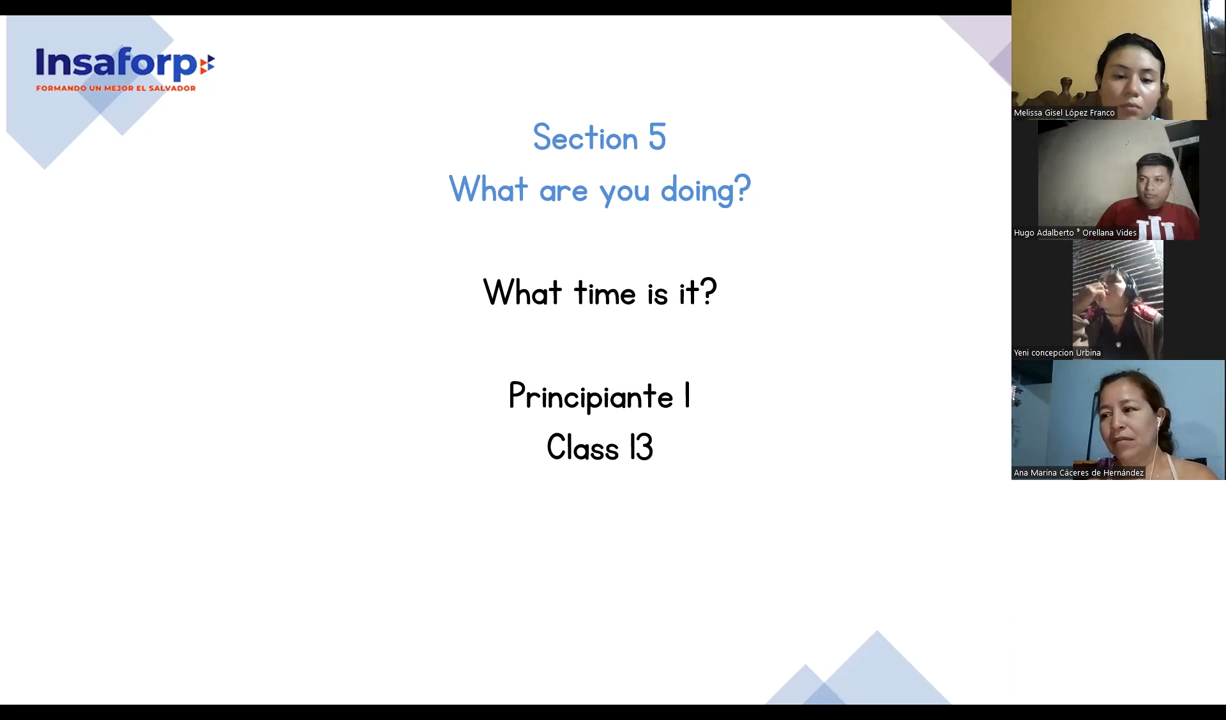 Insaforp
FORMANDO UN MEJOR EL SALVADOR
Section 5
What are you doing?
What time is it?
Principiante 1
Class 13
Melissa Gisel López Franco
Hugo Adalberto * Orellana Vides
Yeni concepcion Urbina
Ana Marina Cáceres de Hernández